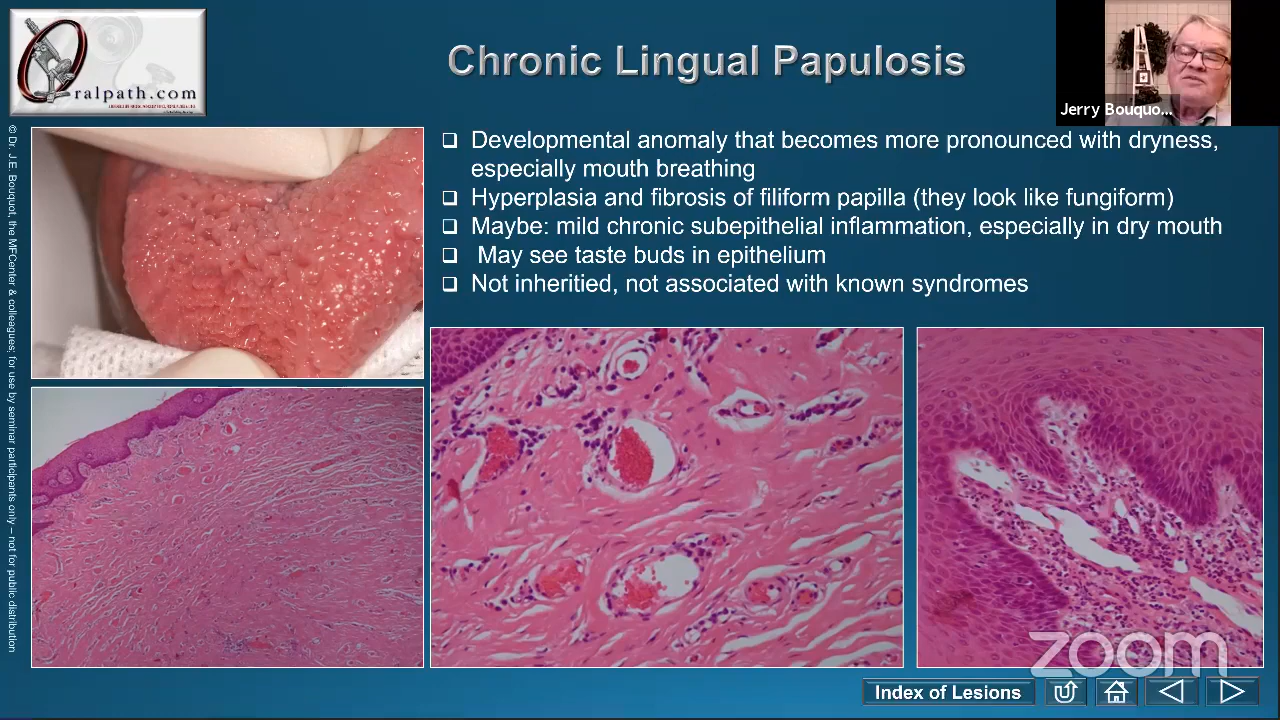 ralpath.com
Chronic Lingual Papulosis
Jerry Bouquo...
© Dr. J.E. Bouquot, the MFCenter & colleagues; for use by seminar participants only – not for public distribution
❑ Developmental anomaly that becomes more pronounced with dryness,
especially mouth breathing
❑ Hyperplasia and fibrosis of filiform papilla (they look like fungiform)
❑ Maybe: mild chronic subepithelial inflammation, especially in dry mouth
❑ May see taste buds in epithelium
❑ Not inheritied, not associated with known syndromes
zoom
Index of Lesions